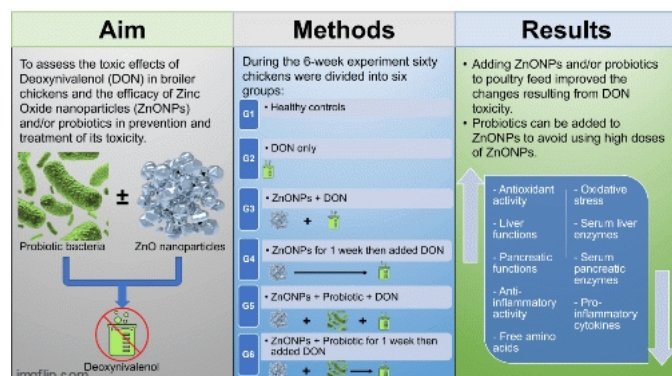 Aim
To assess the toxic effects of
Deoxynivalenol (DON) in broiler
chickens and the efficacy of Zinc
Oxide nanoparticles (ZnONPs)
and/or probiotics in prevention and
treatment of its toxicity.
±
Probiotic bacteria
ZnO nanoparticles
Deoxynivalenol
imgflip.com
Methods
During the 6-week experiment sixty
chickens were divided into six
groups:
G1
• Healthy controls
G2
• DON only
G3
• ZnONPs + DON
+
G4
• ZnONPs for 1 week then added DON
G5
• ZnONPs + Probiotic + DON
+ +
G6
• ZnONPs + Probiotic for 1 week then
added DON
+
Results
• Adding ZnONPs and/or probiotics
to poultry feed improved the
changes resulting from DON
toxicity.
• Probiotics can be added to
ZnONPs to avoid using high doses
of ZnONPs.
- Antioxidant
activity
- Liver
functions
- Pancreatic
functions
- Anti-
inflammatory
activity
- Free amino
acids
- Oxidative
stress
- Serum liver
enzymes
- Serum
pancreatic
enzymes
- Pro-
inflammatory
cytokines